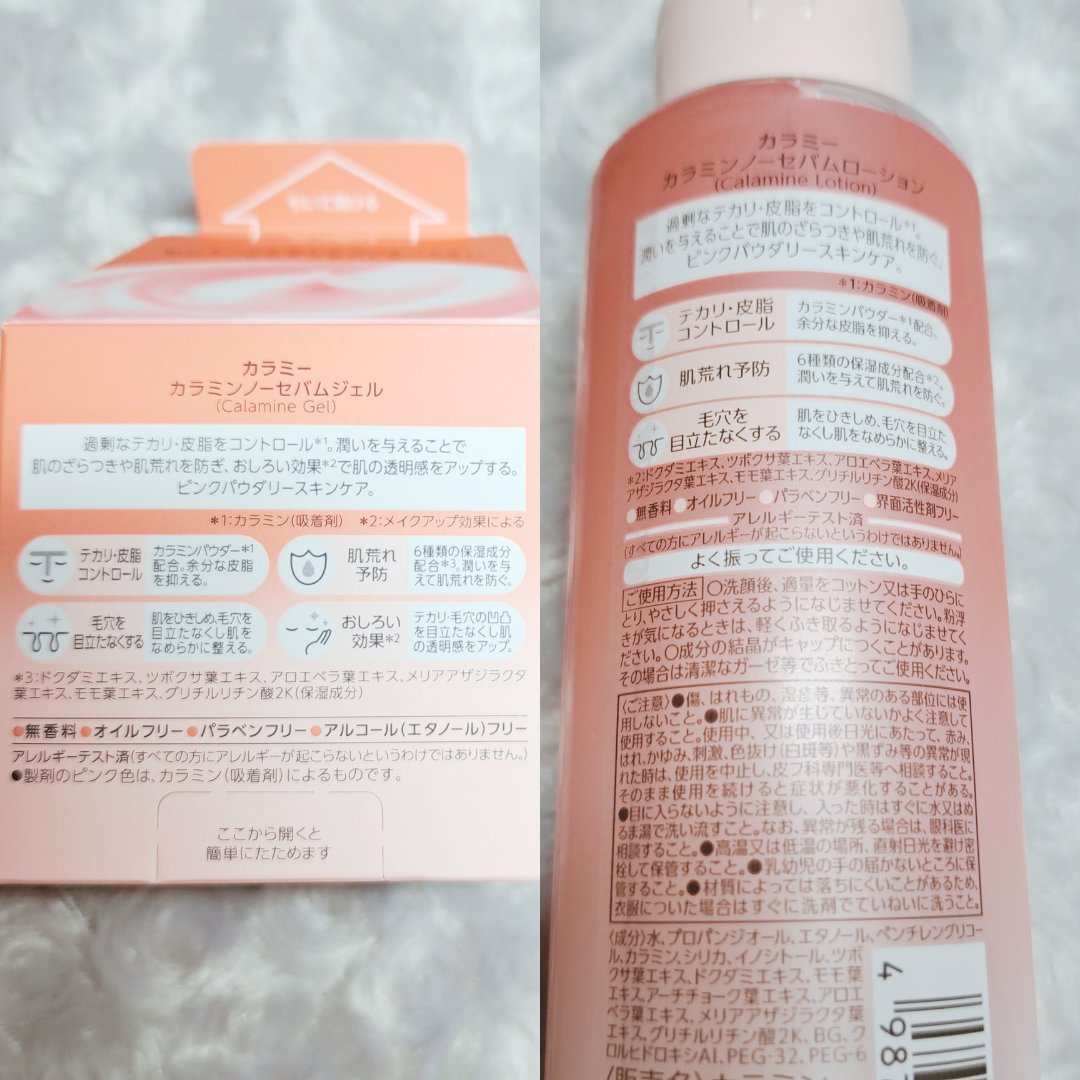 引いて開ける
カラミー
カラミンノーセバムジェル
(Calamine Gel)
過剰なテカリ・皮脂をコントロール*1。潤いを与えることで
肌のざらつきや肌荒れを防ぎ、おしろい効果*2で肌の透明感をアップする。
ピンクパウダリースキンケア。
*1:カラミン(吸着剤) *2:メイクアップ効果による
テカリ・皮脂
コントロール
カラミンパウダー*1
配合。余分な皮脂
を抑える。
肌荒れ
予防
6種類の保湿成分
配合*3。潤いを与
えて肌荒れを防ぐ。
毛穴を
目立たなくする
肌をひきしめ、毛穴を
目立たなくし肌を
なめらかに整える。
おしろい
効果*2
テカリ・毛穴の凹凸
を目立たなくし肌
の透明感をアップ。
*3:ドクダミエキス、ツボクサ葉エキス、アロエベラ葉エキス、メリアアザジラクタ
葉エキス、モモ葉エキス、グリチルリチン酸2K(保湿成分)
●無香料●オイルフリー●パラベンフリー●アルコール(エタノール)フリー
アレルギーテスト済(すべての方にアレルギーが起こらないというわけではありません。)
●製剤のピンク色は、カラミン(吸着剤)によるものです。
ここから開くと
簡単にたためます
カラミー
カラミンノーセバムローション
(Calamine Lotion)
過剰なテカリ・皮脂をコントロール*1。
潤いを与えることで肌のざらつきや肌荒れを防ぐ。
ピンクパウダリースキンケア。
*1:カラミン(吸着剤)
テカリ・皮脂
コントロール
カラミンパウダー*1配合。
余分な皮脂を抑える。
肌荒れ予防
6種類の保湿成分配合*2。
潤いを与えて肌荒れを防ぐ。
毛穴を
目立たなくする
肌をひきしめ、毛穴を目立た
なくし肌をなめらかに整える。
*2:ドクダミエキス、ツボクサ葉エキス、アロエベラ葉エキス、メリア
アザジラクタ葉エキス、モモ葉エキス、グリチルリチン酸2K(保湿成分)
●無香料●オイルフリー●パラベンフリー●界面活性剤フリー
アレルギーテスト済
(すべての方にアレルギーが起こらないというわけではありません。)
よく振ってご使用ください。
ご使用方法 〇洗顔後、適量をコットン又は手のひらに
とり、やさしく押さえるようになじませてください。粉浮
きが気になるときは、軽くふき取るようになじませてく
ださい。〇成分の結晶がキャップにつくことがあります。
その場合は清潔なガーゼ等でふきとってご使用ください。
〈ご注意〉●傷、はれもの、湿疹等、異常のある部位には使
用しないこと。●肌に異常が生じていないかよく注意して
使用すること。使用中、又は使用後日光にあたって、赤み、
はれ、かゆみ、刺激、色抜け(白斑等)や黒ずみ等の異常が現
れた時は、使用を中止し、皮フ科専門医等へ相談すること。
そのまま使用を続けると症状が悪化することがある。
●目に入らないように注意し、入った時はすぐに水又はぬ
るま湯で洗い流すこと。なお、異常が残る場合は、眼科医に
相談すること。●高温又は低温の場所、直射日光を避け密
栓して保管すること。●乳幼児の手の届かないところに保
管すること。●材質によっては落ちにくいことがあるため、
衣服についた場合はすぐに洗剤でていねいに洗うこと。
〈成分〉水、プロパンジオール、エタノール、ペンチレングリコー
ル、カラミン、シリカ、イノシトール、ツボ
クサ葉エキス、ドクダミエキス、モモ葉
エキス、アーチチョーク葉エキス、アロエ
ベラ葉エキス、メリアアザジラクタ葉
エキス、グリチルリチン酸2K、BG、ク
ロルヒドロキシAl、PEG-32、PEG-6
4 987